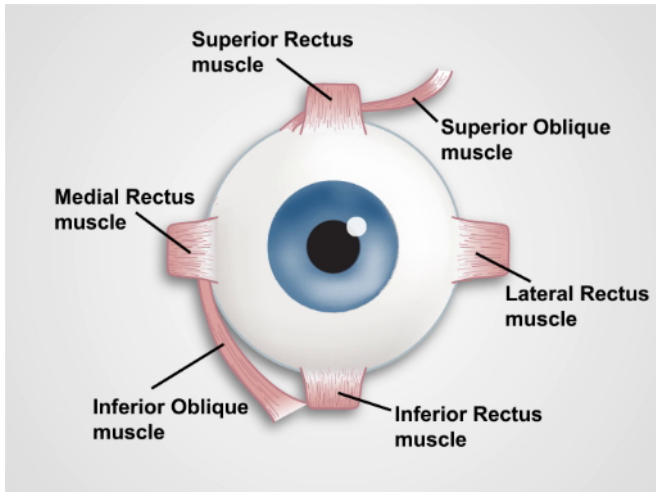 Superior Rectus
muscle
Superior Oblique
muscle
Medial Rectus
muscle
Lateral Rectus
muscle
Inferior Oblique
muscle
Inferior Rectus
muscle